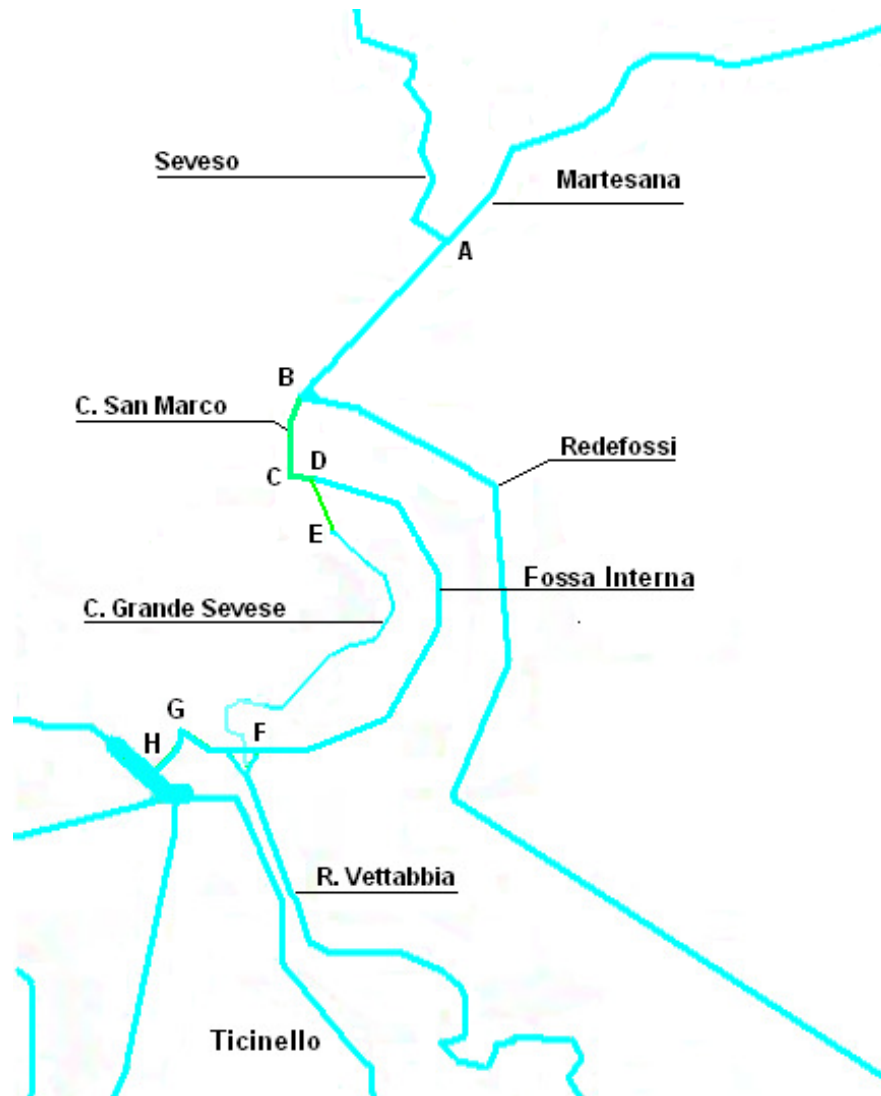 Seveso
Martesana
A
B
C. San Marco
Redefossi
C
D
E
Fossa Interna
C. Grande Sevese
G
F
H
R. Vettabbia
Ticinello